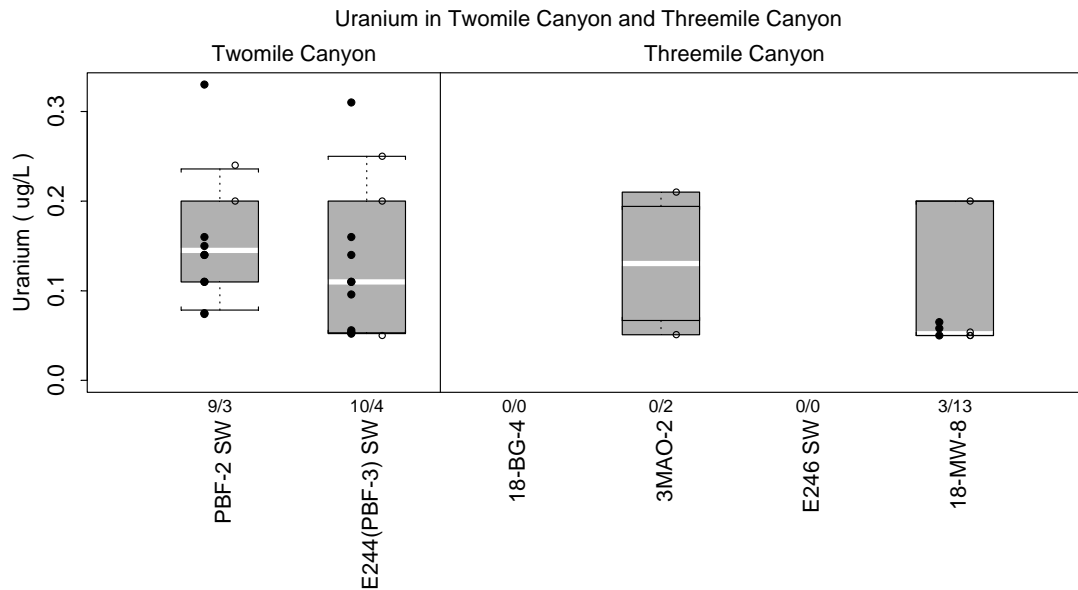 Uranium in Twomile Canyon and Threemile Canyon
Twomile Canyon
Threemile Canyon
Uranium ( ug/L )
0.3
0.2
0.1
0.0
9/3
10/4
0/0
0/2
0/0
3/13
PBF-2 SW
E244(PBF-3) SW
18-BG-4
3MAO-2
E246 SW
18-MW-8